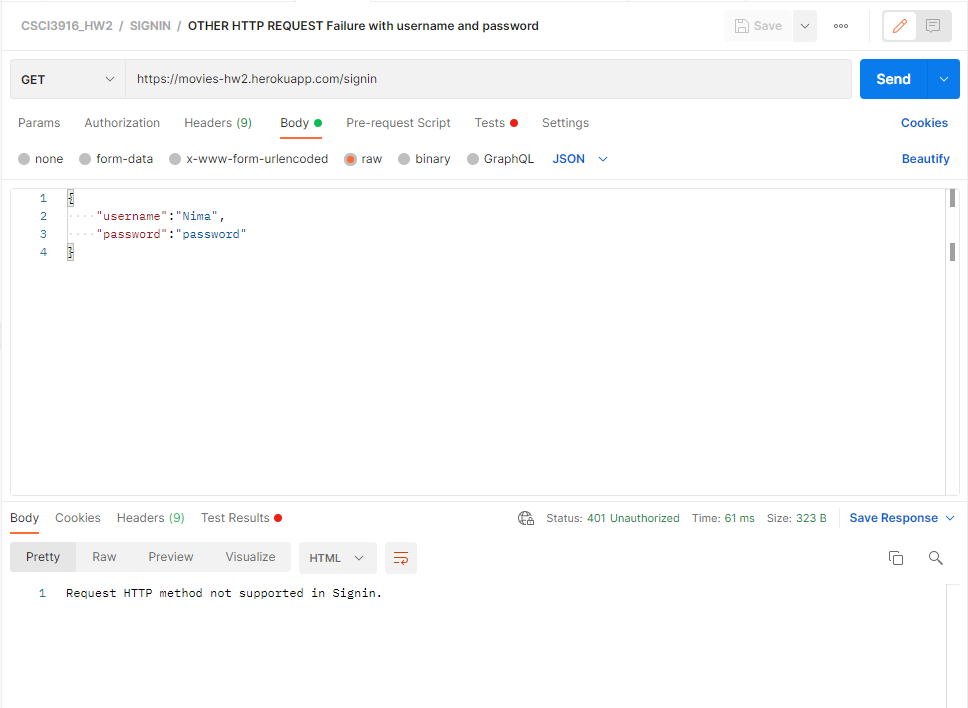 CSCI3916_HW2 / SIGNIN / OTHER HTTP REQUEST Failure with username and password
Save
GET https://movies-hw2.herokuapp.com/signin Send
Params Authorization Headers (9) Body Pre-request Script Tests Settings Cookies
none form-data x-www-form-urlencoded raw binary GraphQL JSON Beautify
1 {
2 "username":"Nima",
3 "password":"password"
4 }
Body Cookies Headers (9) Test Results Status: 401 Unauthorized Time: 61 ms Size: 323 B Save Response
Pretty Raw Preview Visualize HTML
1 Request HTTP method not supported in Signin.